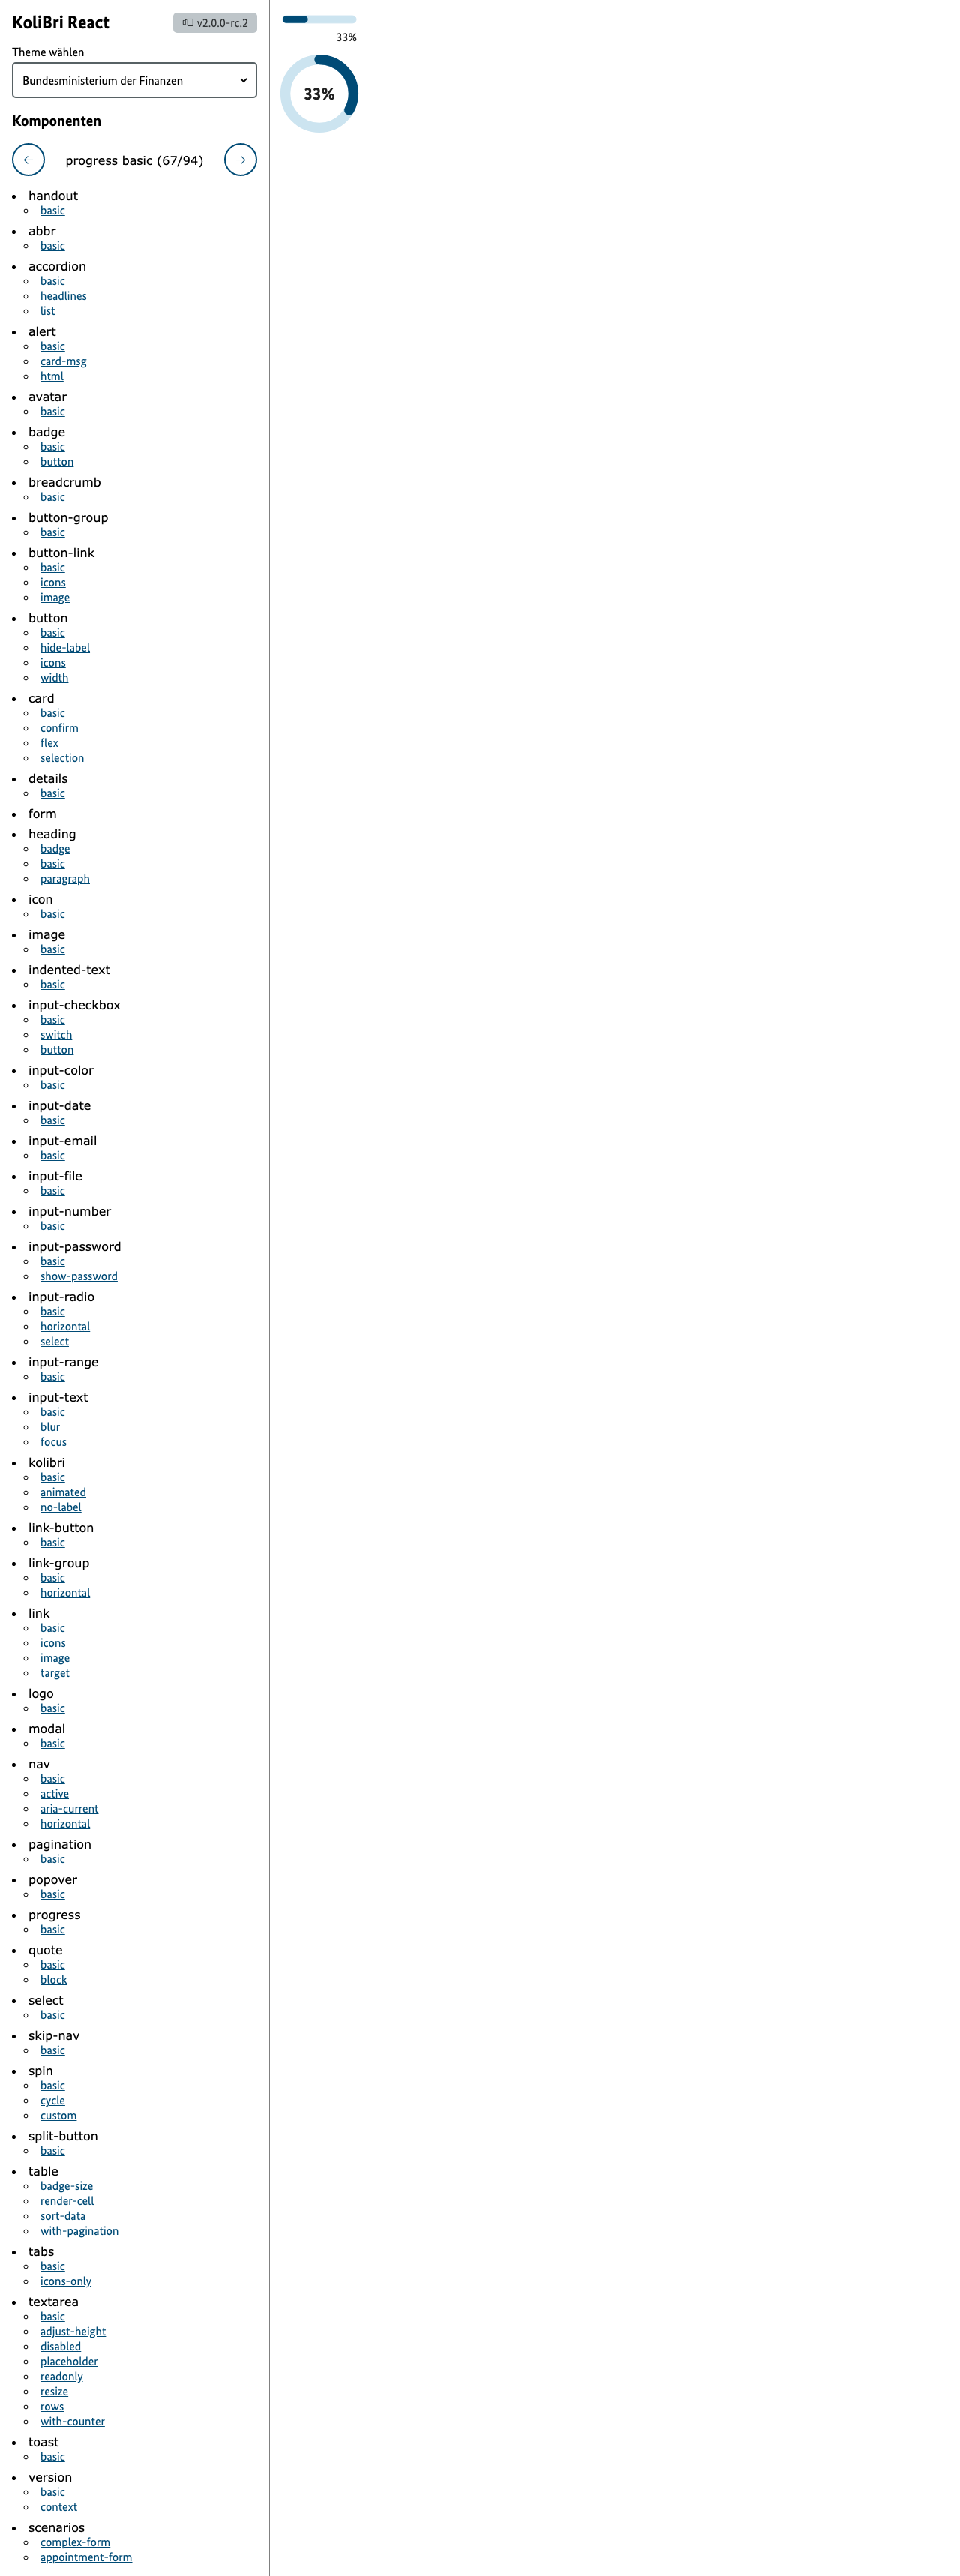 KoliBri React
v2.0.0-rc.2
Theme wählen
Bundesministerium der Finanzen
Komponenten
progress basic (67/94)
handout
basic
abbr
basic
accordion
basic
headlines
list
alert
basic
card-msg
html
avatar
basic
badge
basic
button
breadcrumb
basic
button-group
basic
button-link
basic
icons
image
button
basic
hide-label
icons
width
card
basic
confirm
flex
selection
details
basic
form
heading
badge
basic
paragraph
icon
basic
image
basic
indented-text
basic
input-checkbox
basic
switch
button
input-color
basic
input-date
basic
input-email
basic
input-file
basic
input-number
basic
input-password
basic
show-password
input-radio
basic
horizontal
select
input-range
basic
input-text
basic
blur
focus
kolibri
basic
animated
no-label
link-button
basic
link-group
basic
horizontal
link
basic
icons
image
target
logo
basic
modal
basic
nav
basic
active
aria-current
horizontal
pagination
basic
popover
basic
progress
basic
quote
basic
block
select
basic
skip-nav
basic
spin
basic
cycle
custom
split-button
basic
table
badge-size
render-cell
sort-data
with-pagination
tabs
basic
icons-only
textarea
basic
adjust-height
disabled
placeholder
readonly
resize
rows
with-counter
toast
basic
version
basic
context
scenarios
complex-form
appointment-form
33%
33%